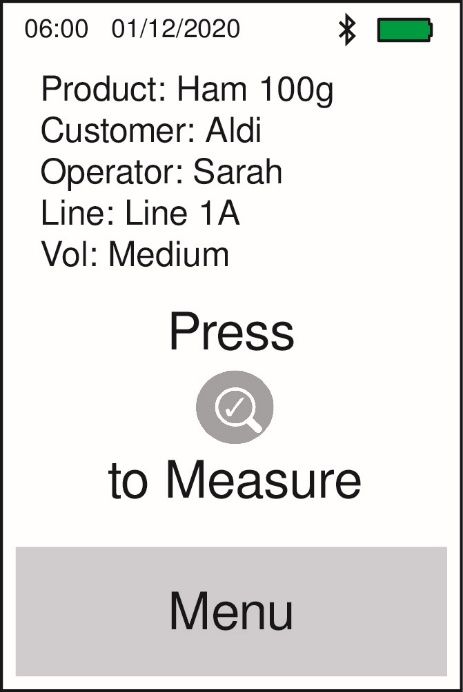 06:00 01/12/2020
Product: Ham 100g
Customer: Aldi
Operator: Sarah
Line: Line 1A
Vol: Medium
Press
to Measure
Menu